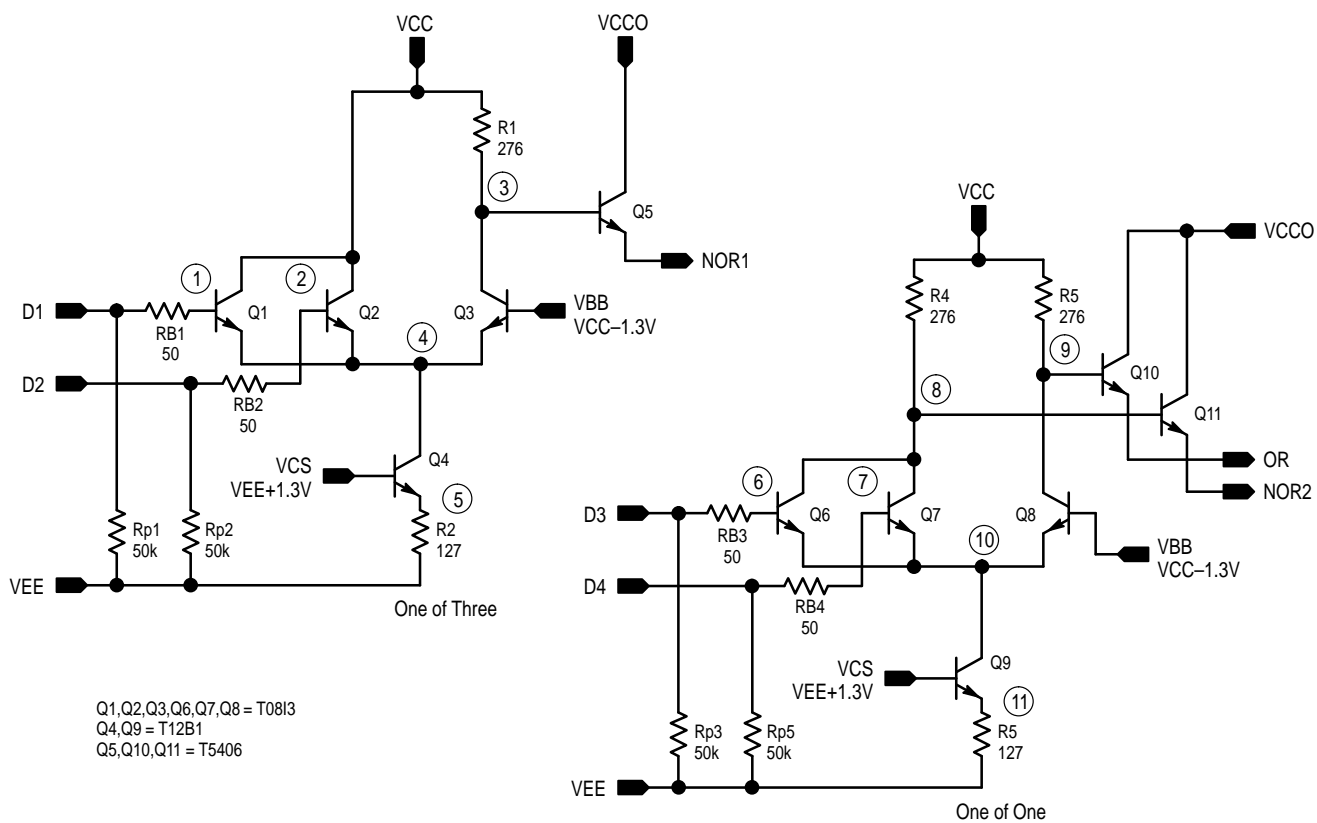 VCC
VCCO
R1
276
3
Q5
NOR1
1
2
D1
RB1
50
Q1
Q2
Q3
VBB
VCC–1.3V
4
D2
RB2
50
VCS
VEE+1.3V
Q4
5
Rp1
50k
Rp2
50k
R2
127
VEE
One of Three
VCC
VCCO
R4
276
R5
276
9
Q10
8
Q11
OR
NOR2
6
7
D3
RB3
50
Q6
Q7
Q8
10
VBB
VCC–1.3V
D4
RB4
50
VCS
VEE+1.3V
Q9
11
Rp3
50k
Rp5
50k
R5
127
VEE
One of One
Q1,Q2,Q3,Q6,Q7,Q8 = T08I3
Q4,Q9 = T12B1
Q5,Q10,Q11 = T5406